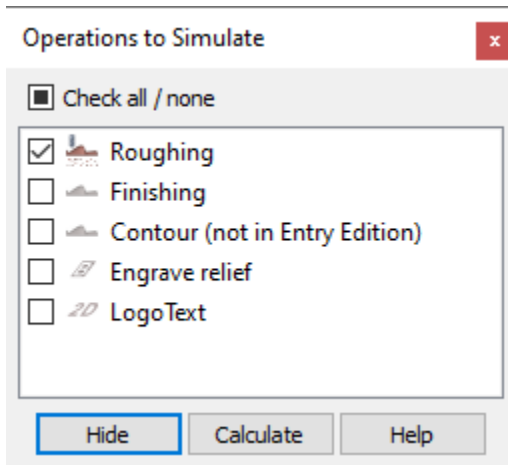 Operations to Simulate
x
Check all / none
Roughing
Finishing
Contour (not in Entry Edition)
Engrave relief
2D LogoText
Hide Calculate Help